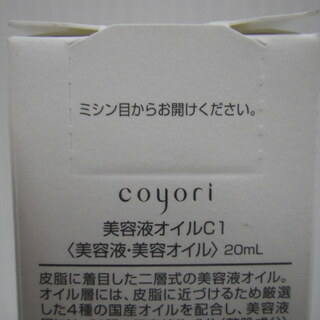 ミシン目からお開けください。
coyori
美容液オイルC1
〈美容液・美容オイル〉20mL
皮脂に着目した二層式の美容液オイル。
オイル層には、皮脂に近づけるため厳選
した4種の国産オイルを配合し、美容液